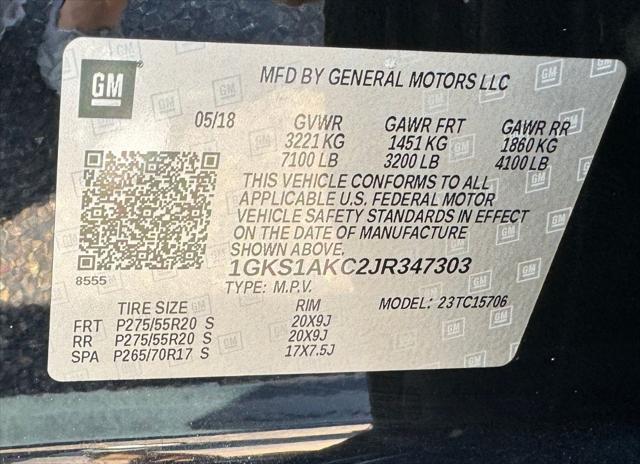 GM
MFD BY GENERAL MOTORS LLC
05/18 GVWR GAWR FRT GAWR RR
3221 KG 1451 KG 1860 KG
7100 LB 3200 LB 4100 LB
THIS VEHICLE CONFORMS TO ALL
APPLICABLE U.S. FEDERAL MOTOR
VEHICLE SAFETY STANDARDS IN EFFECT
ON THE DATE OF MANUFACTURE
SHOWN ABOVE.
8555
1GKS1AKC2JR347303
TYPE: M.P.V. MODEL: 23TC15706
TIRE SIZE RIM
FRT P275/55R20 S 20X9J
RR P275/55R20 S 20X9J
SPA P265/70R17 S 17X7.5J